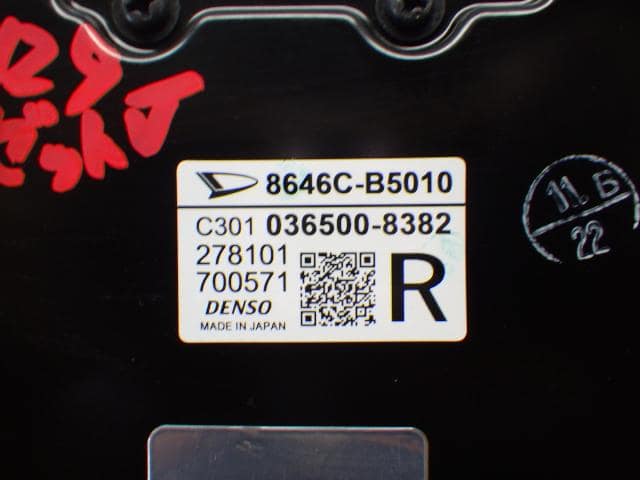 8646C-B5010
C301 036500-8382
278101
700571
R
DENSO
MADE IN JAPAN
11.6
22